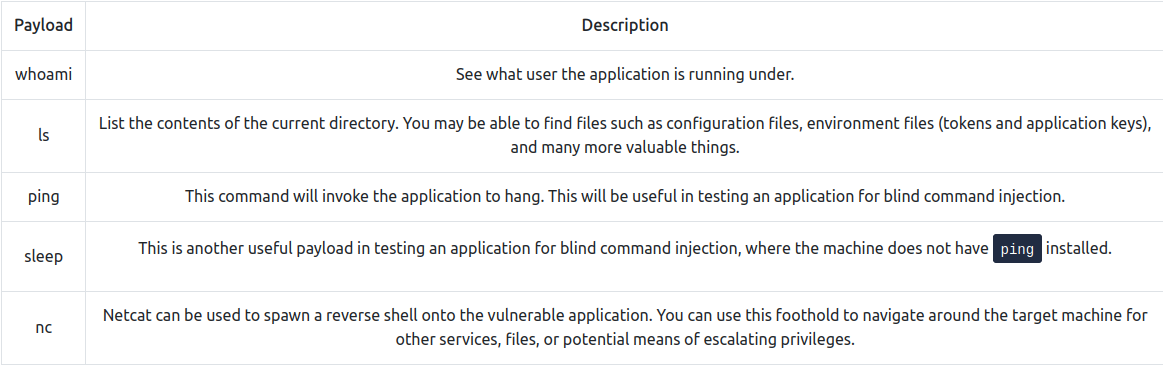 Payload Description
whoami See what user the application is running under.
ls List the contents of the current directory. You may be able to find files such as configuration files, environment files (tokens and application keys),
and many more valuable things.
ping This command will invoke the application to hang. This will be useful in testing an application for blind command injection.
sleep This is another useful payload in testing an application for blind command injection, where the machine does not have ping installed.
nc Netcat can be used to spawn a reverse shell onto the vulnerable application. You can use this foothold to navigate around the target machine for
other services, files, or potential means of escalating privileges.